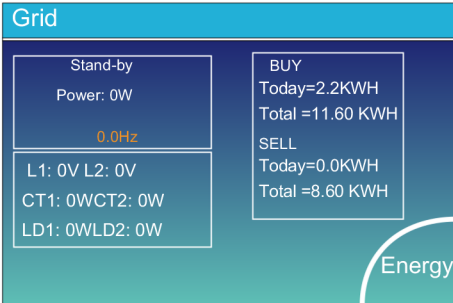 Grid
Stand-by
Power: 0W
0.0Hz
L1: 0V L2: 0V
CT1: 0WCT2: 0W
LD1: 0WLD2: 0W
BUY
Today=2.2KWH
Total =11.60 KWH
SELL
Today=0.0KWH
Total =8.60 KWH
Energy